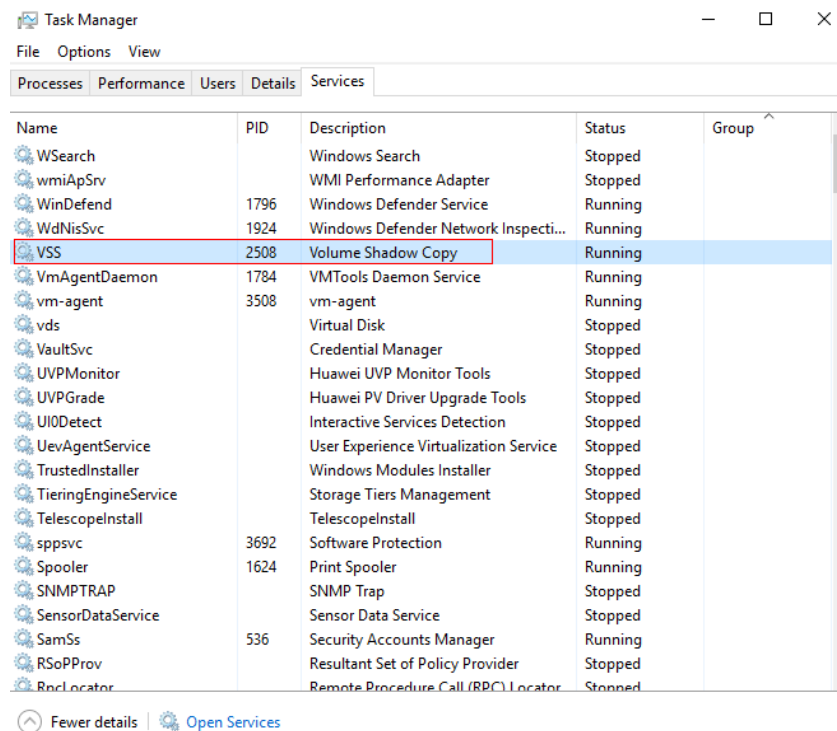 Task Manager
File Options View
Processes Performance Users Details Services
Name PID Description Status Group
WSearch Windows Search Stopped
wmiApSrv WMI Performance Adapter Stopped
WinDefend 1796 Windows Defender Service Running
WdNisSvc 1924 Windows Defender Network Inspecti... Running
VSS 2508 Volume Shadow Copy Running
VmAgentDaemon 1784 VMTools Daemon Service Running
vm-agent 3508 vm-agent Running
vds Virtual Disk Stopped
VaultSvc Credential Manager Stopped
UVPMonitor Huawei UVP Monitor Tools Stopped
UVPGrade Huawei PV Driver Upgrade Tools Stopped
UI0Detect Interactive Services Detection Stopped
UevAgentService User Experience Virtualization Service Stopped
TrustedInstaller Windows Modules Installer Stopped
TieringEngineService Storage Tiers Management Stopped
TelescopeInstall TelescopeInstall Stopped
sppsvc 3692 Software Protection Running
Spooler 1624 Print Spooler Running
SNMPTRAP SNMP Trap Stopped
SensorDataService Sensor Data Service Stopped
SamSs 536 Security Accounts Manager Running
RSoPProv Resultant Set of Policy Provider Stopped
RpcLocator Remote Procedure Call (RPC) Locator Stopped
Fewer details Open Services